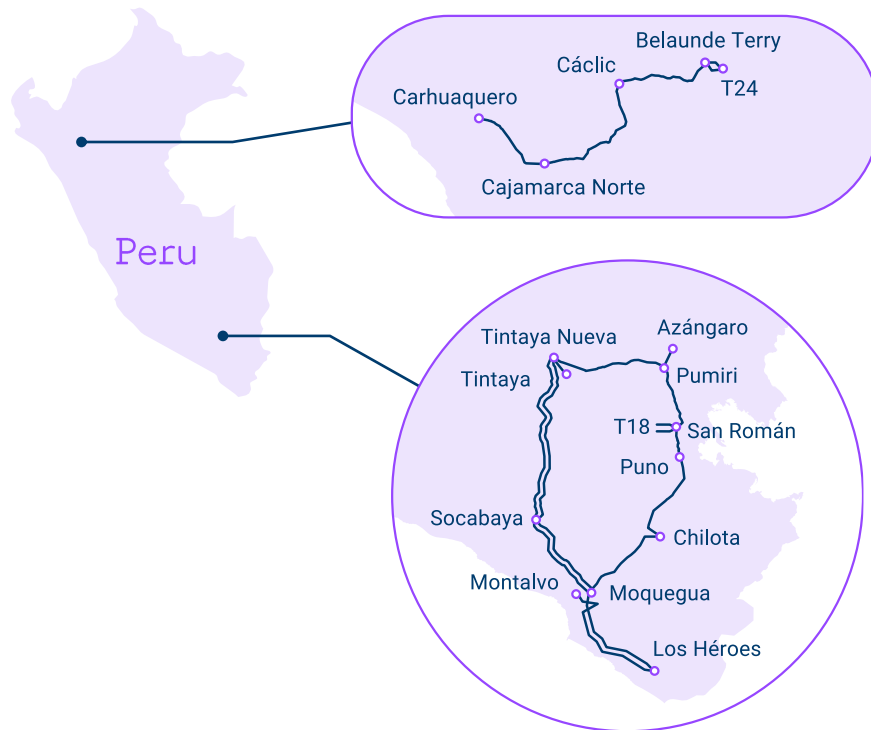 Belaunde Terry
Cáclic
T24
Carhuaquero
Cajamarca Norte
Peru
Azángaro
Tintaya Nueva
Tintaya
Pumiri
T18
San Román
Puno
Socabaya
Chilota
Montalvo
Moquegua
Los Héroes